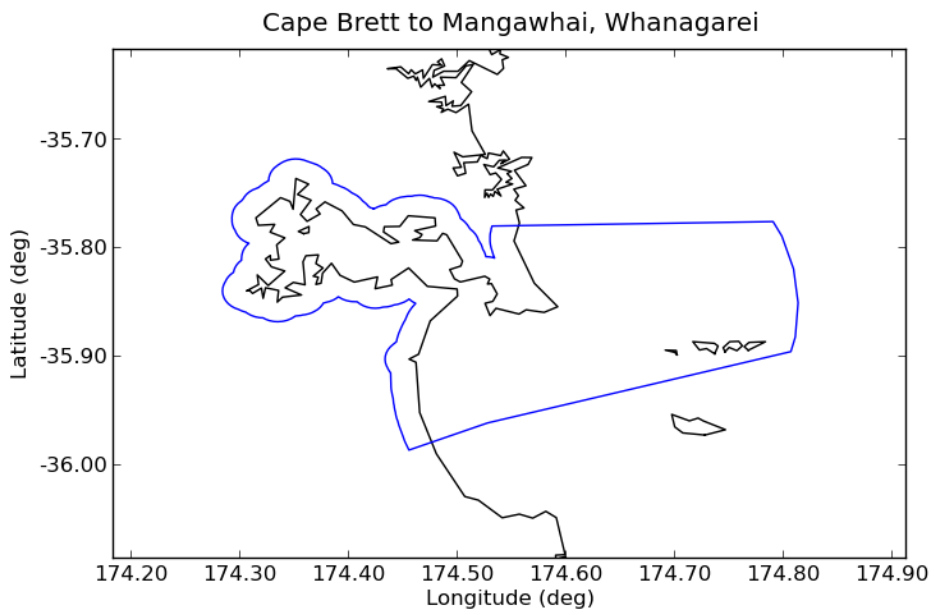 Cape Brett to Mangawhai, Whanagarei
-35.70
-35.80
-35.90
-36.00
Latitude (deg)
174.20 174.30 174.40 174.50 174.60 174.70 174.80 174.90
Longitude (deg)